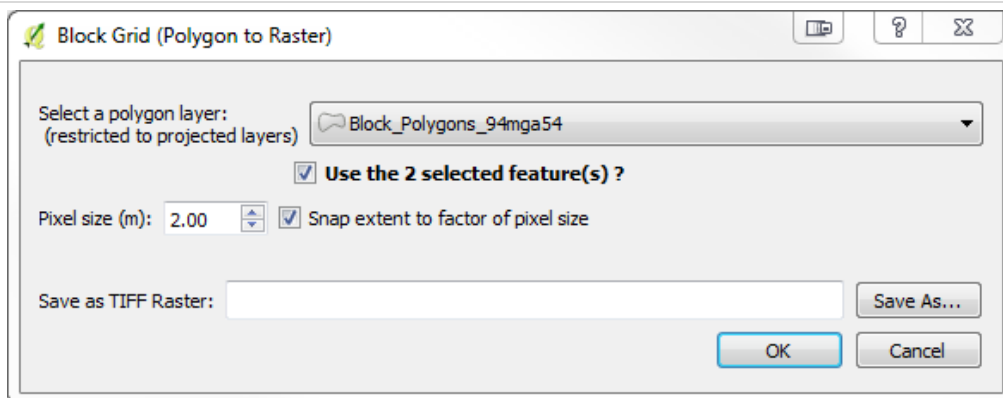 Block Grid (Polygon to Raster)
Select a polygon layer:
(restricted to projected layers)
Block_Polygons_94mga54
Use the 2 selected feature(s) ?
Pixel size (m): 2.00 Snap extent to factor of pixel size
Save as TIFF Raster: Save As...
OK Cancel